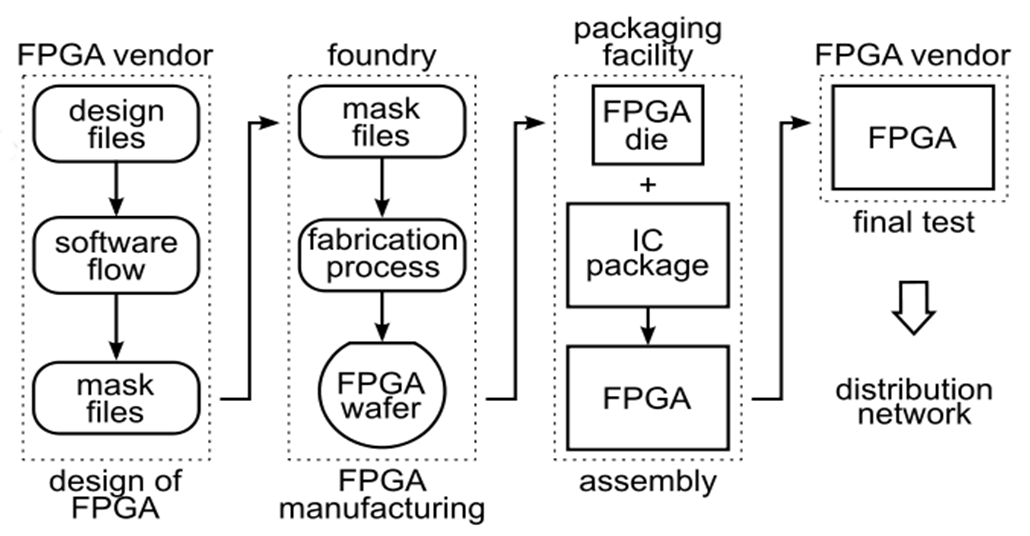 FPGA vendor
design
files
software
flow
mask
files
design of
FPGA
foundry
mask
files
fabrication
process
FPGA
wafer
FPGA
manufacturing
packaging
facility
FPGA
die
+
IC
package
FPGA
assembly
FPGA vendor
FPGA
final test
distribution
network